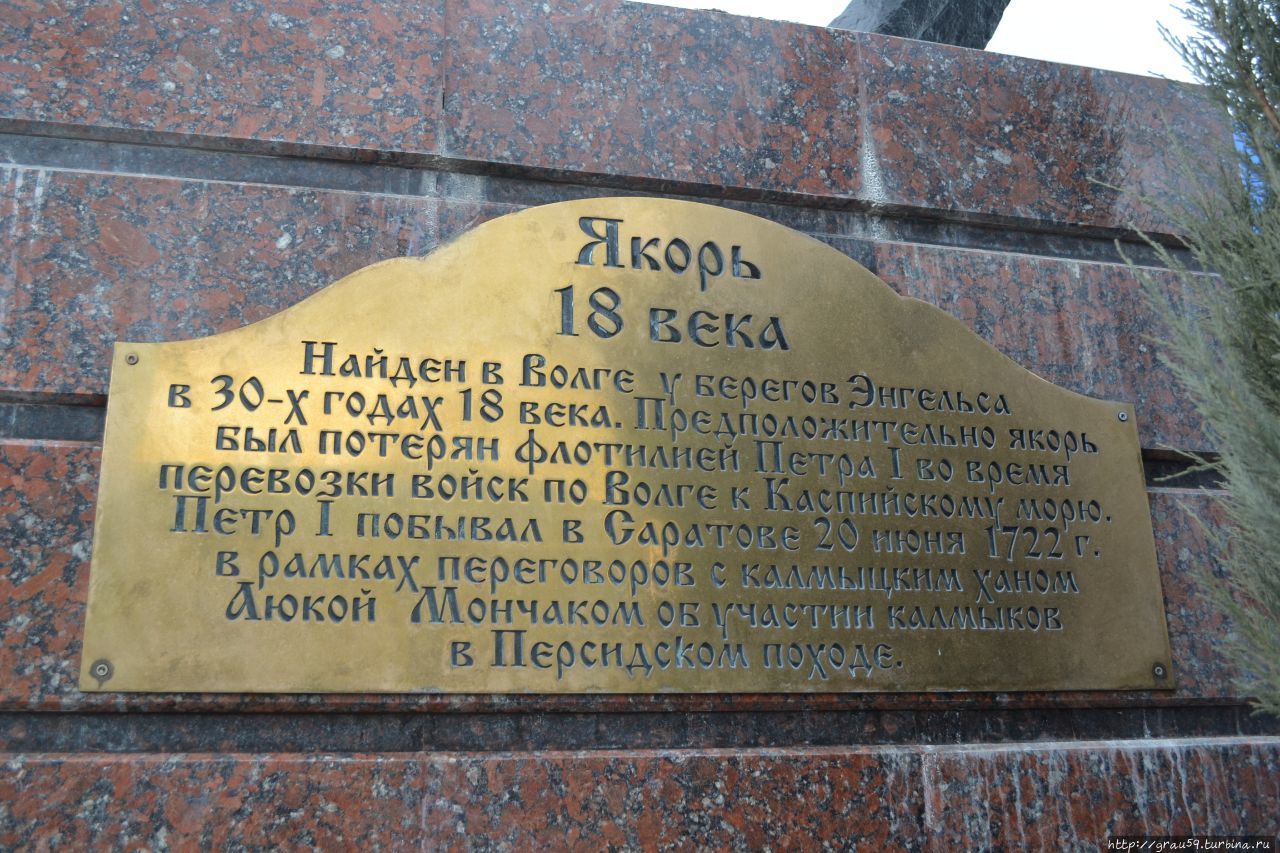 Якорь
18 века
Найден в Волге у берегов Энгельса
в 30-х годах 18 века. Предположительно якорь
был потерян флотилией Петра I во время
перевозки войск по Волге к Каспийскому морю.
Петр I побывал в Саратове 20 июня 1722 г.
в рамках переговоров с калмыцким ханом
Аюкой Мончаком об участии калмыков
в Персидском походе.
http://grau59.turbina.ru